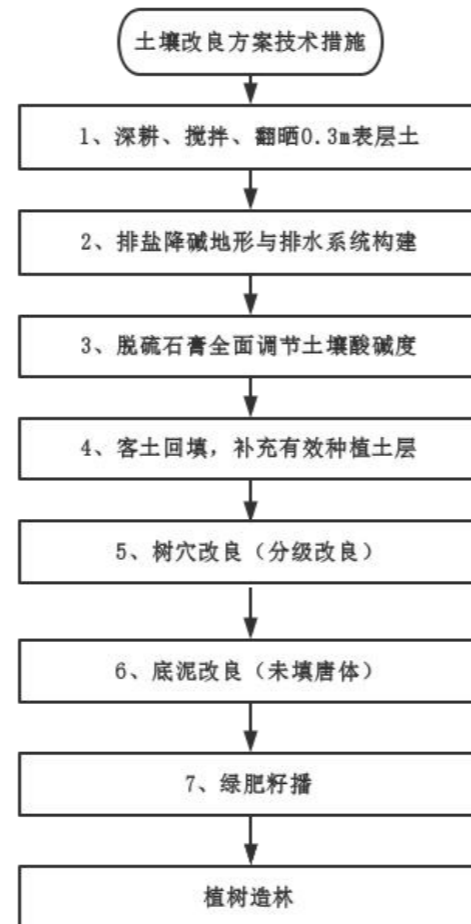 土壤改良方案技术措施
1、深耕、搅拌、翻晒0.3m表层土
2、排盐降碱地形与排水系统构建
3、脱硫石膏全面调节土壤酸碱度
4、客土回填，补充有效种植土层
5、树穴改良（分级改良）
6、底泥改良（未填唐体）
7、绿肥籽播
植树造林